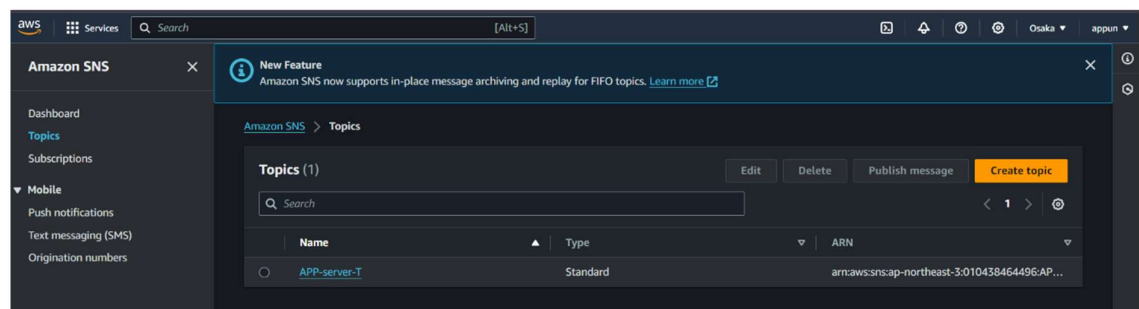 aws Services Search [Alt+S] Osaka ▼ appun ▼
Amazon SNS
New Feature
Amazon SNS now supports in-place message archiving and replay for FIFO topics. Learn more
Dashboard
Topics
Subscriptions
Mobile
Push notifications
Text messaging (SMS)
Origination numbers
Amazon SNS > Topics
Topics (1) Edit Delete Publish message Create topic
Search < 1 >
Name Type ARN
APP-server-T Standard arn:aws:sns:ap-northeast-3:010438464496:AP...